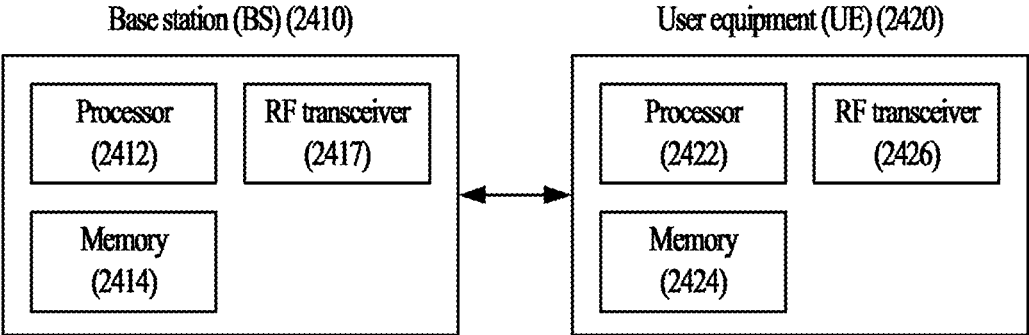 Base station (BS) (2410)
Processor
(2412)
RF transceiver
(2417)
Memory
(2414)
User equipment (UE) (2420)
Processor
(2422)
RF transceiver
(2426)
Memory
(2424)